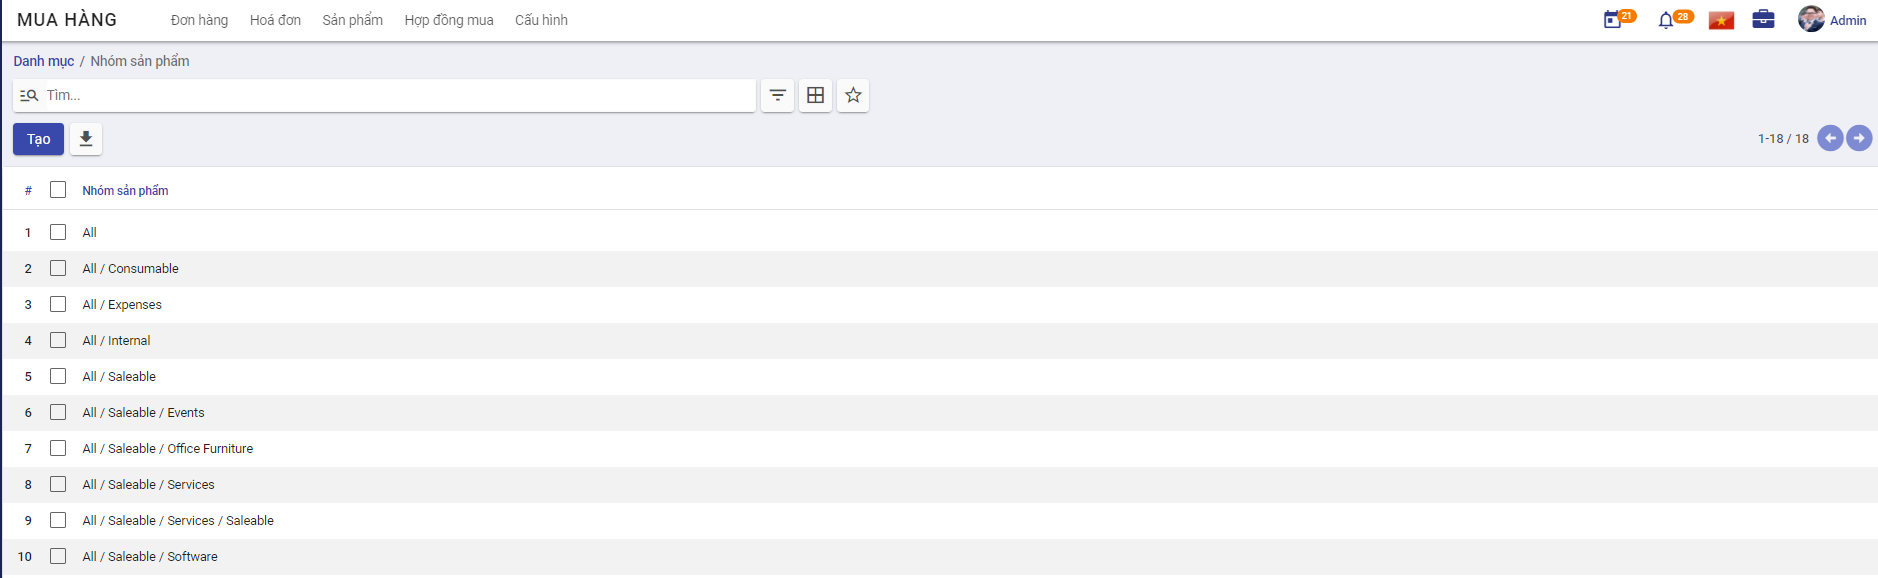 MUA HÀNG Đơn hàng Hoá đơn Sản phẩm Hợp đồng mua Cấu hình 21 28 Admin
Danh mục / Nhóm sản phẩm
Tìm...
Tạo 1-18 / 18
# Nhóm sản phẩm
1 All
2 All / Consumable
3 All / Expenses
4 All / Internal
5 All / Saleable
6 All / Saleable / Events
7 All / Saleable / Office Furniture
8 All / Saleable / Services
9 All / Saleable / Services / Saleable
10 All / Saleable / Software